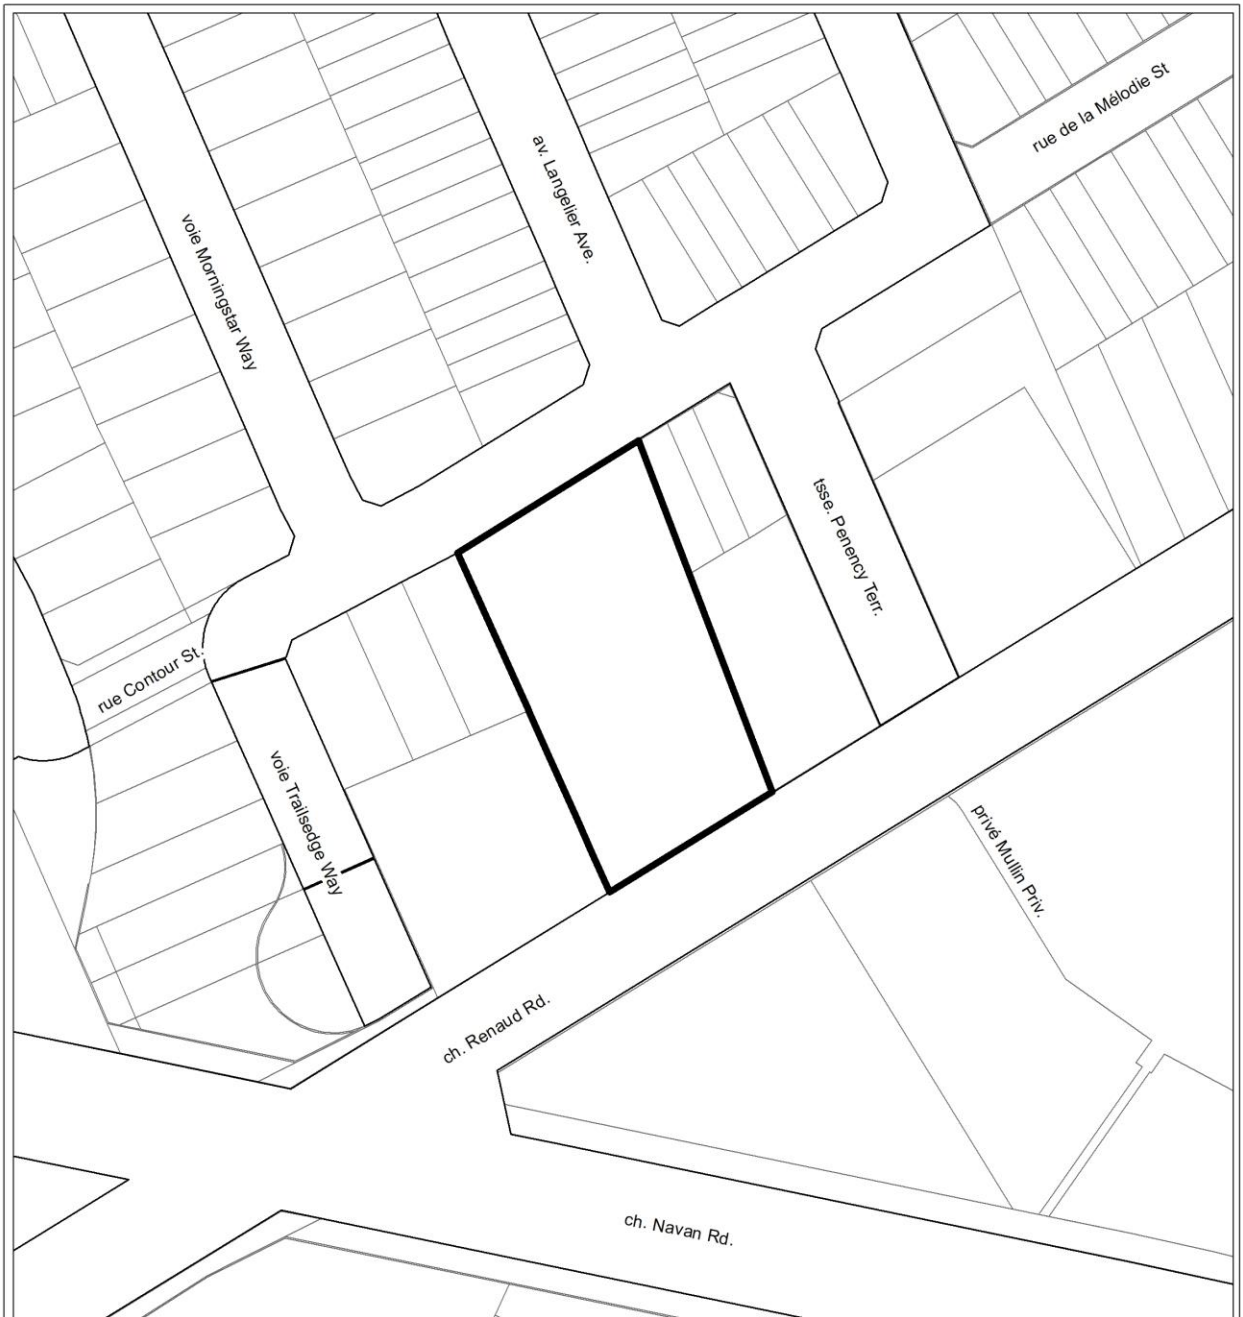 rue de la Mélodie St
av. Langelier Ave.
voie Morningstar Way
tsse. Penency Terr.
rue Contour St.
voie Trailsedge Way
privé Mullin Priv.
ch. Renaud Rd.
ch. Navan Rd.